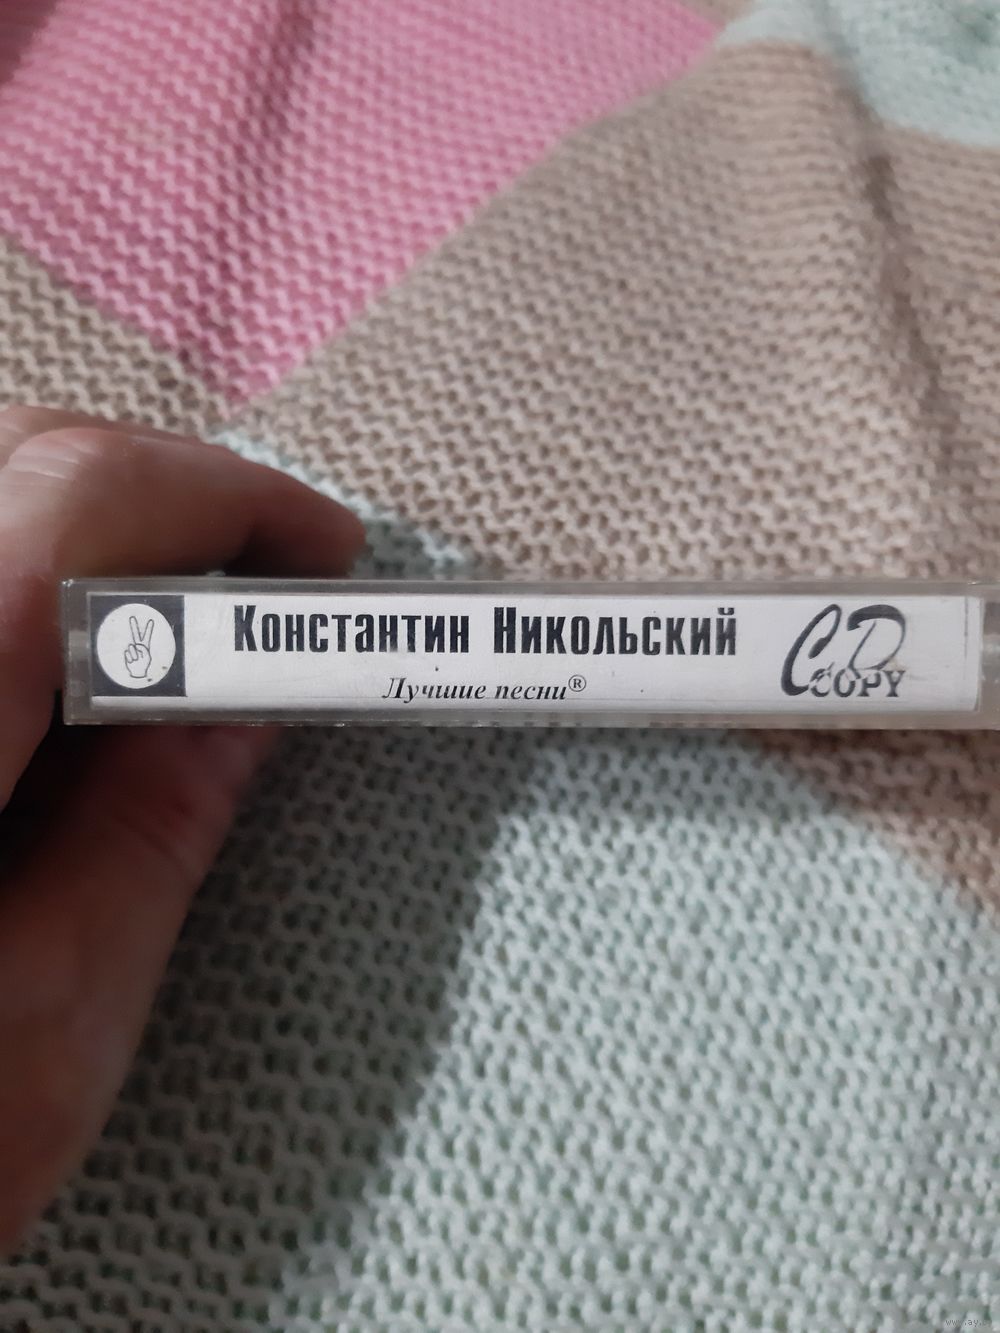 Константин Никольский
Лучшие песни®
CD
COPY